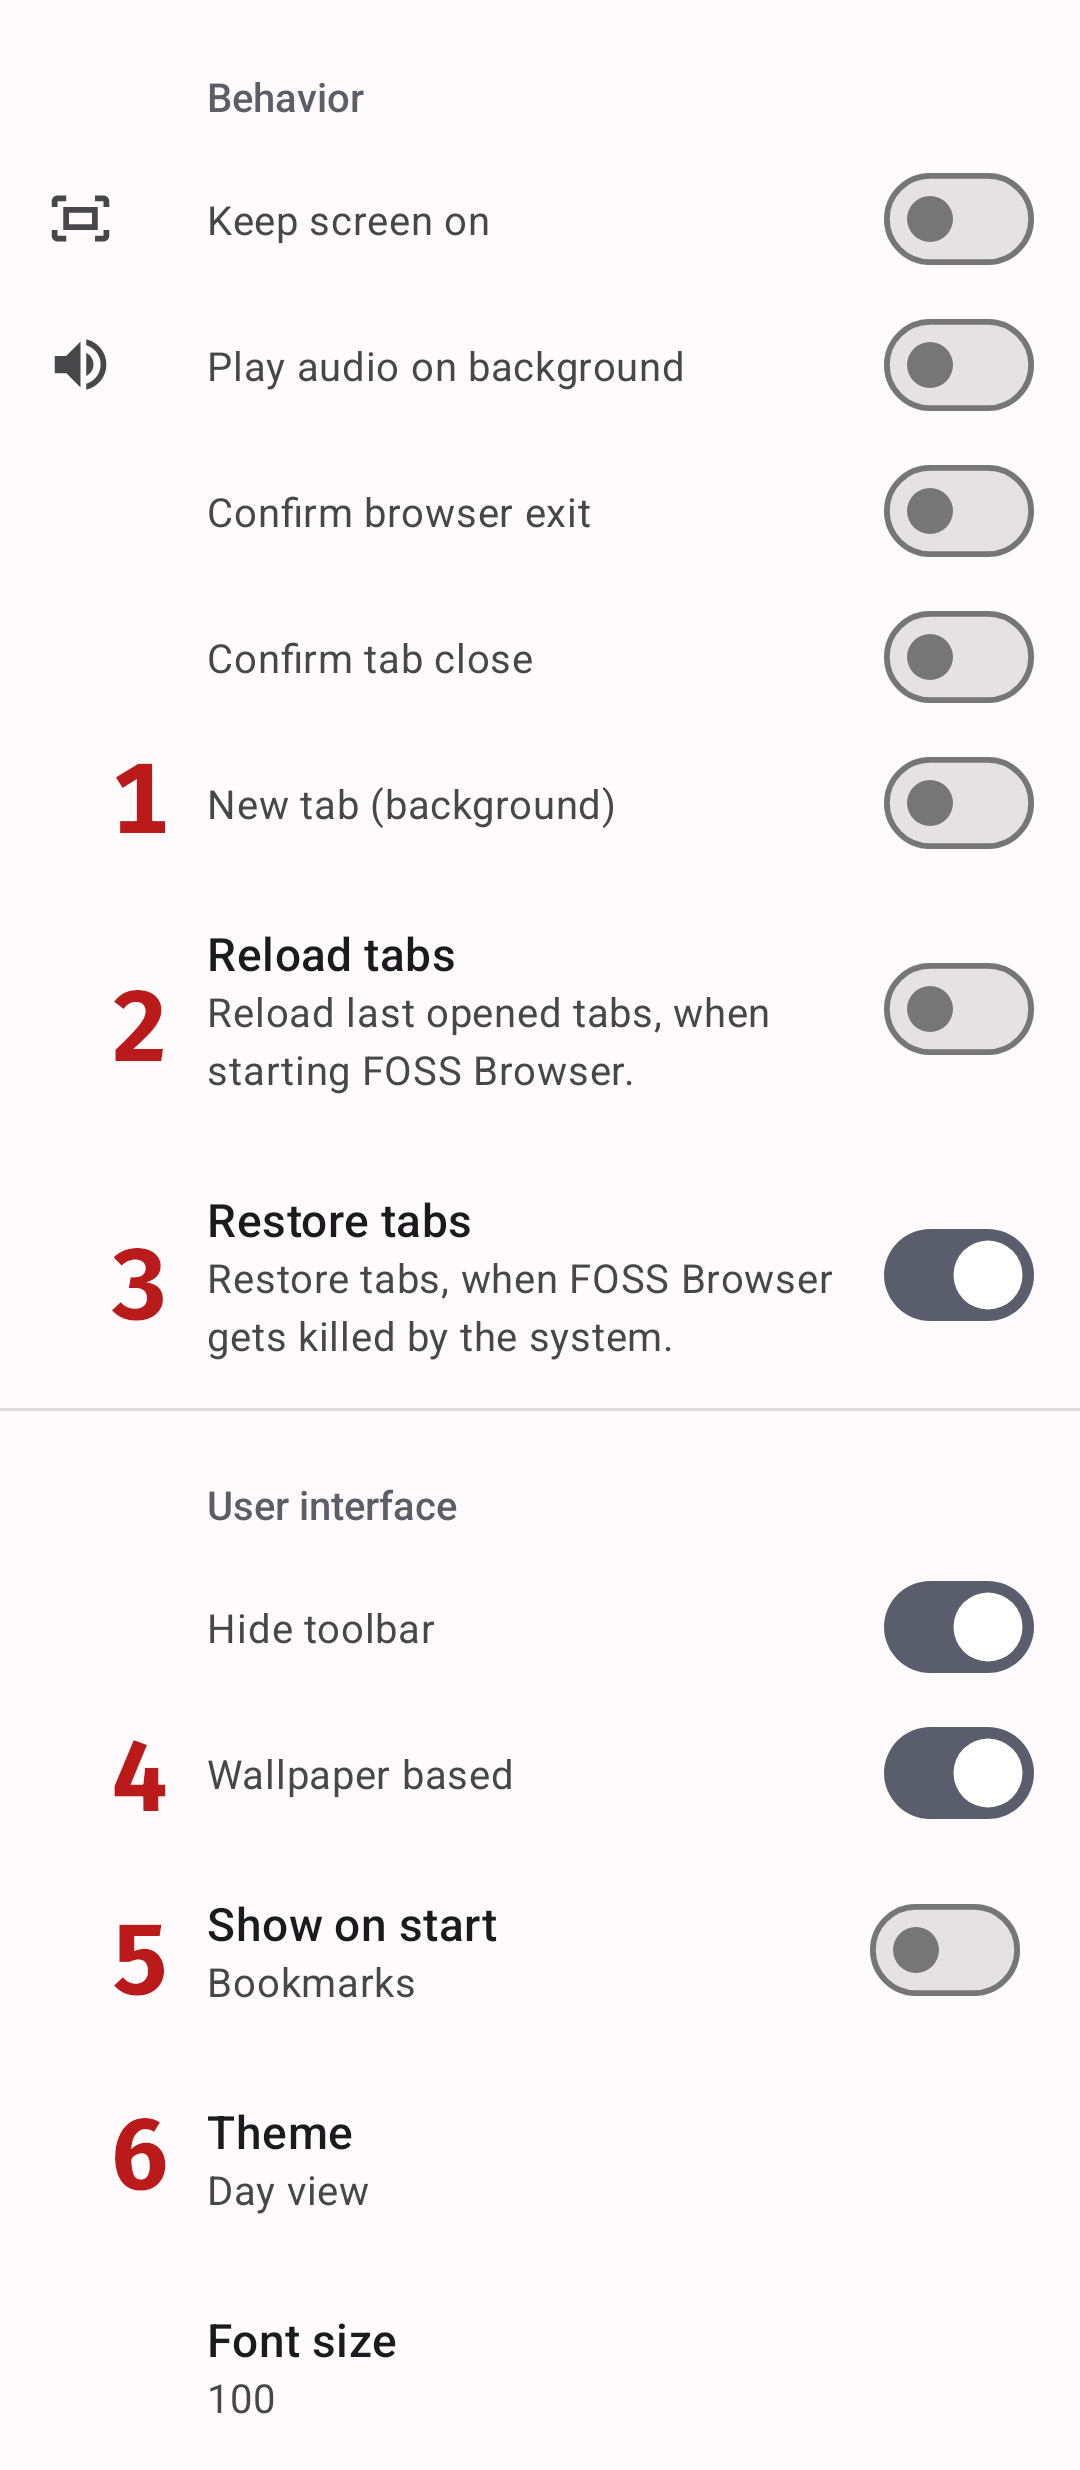 Behavior
Keep screen on
Play audio on background
Confirm browser exit
Confirm tab close
1 New tab (background)
Reload tabs
2 Reload last opened tabs, when
starting FOSS Browser.
Restore tabs
3 Restore tabs, when FOSS Browser
gets killed by the system.
User interface
Hide toolbar
4 Wallpaper based
5 Show on start
Bookmarks
6 Theme
Day view
Font size
100